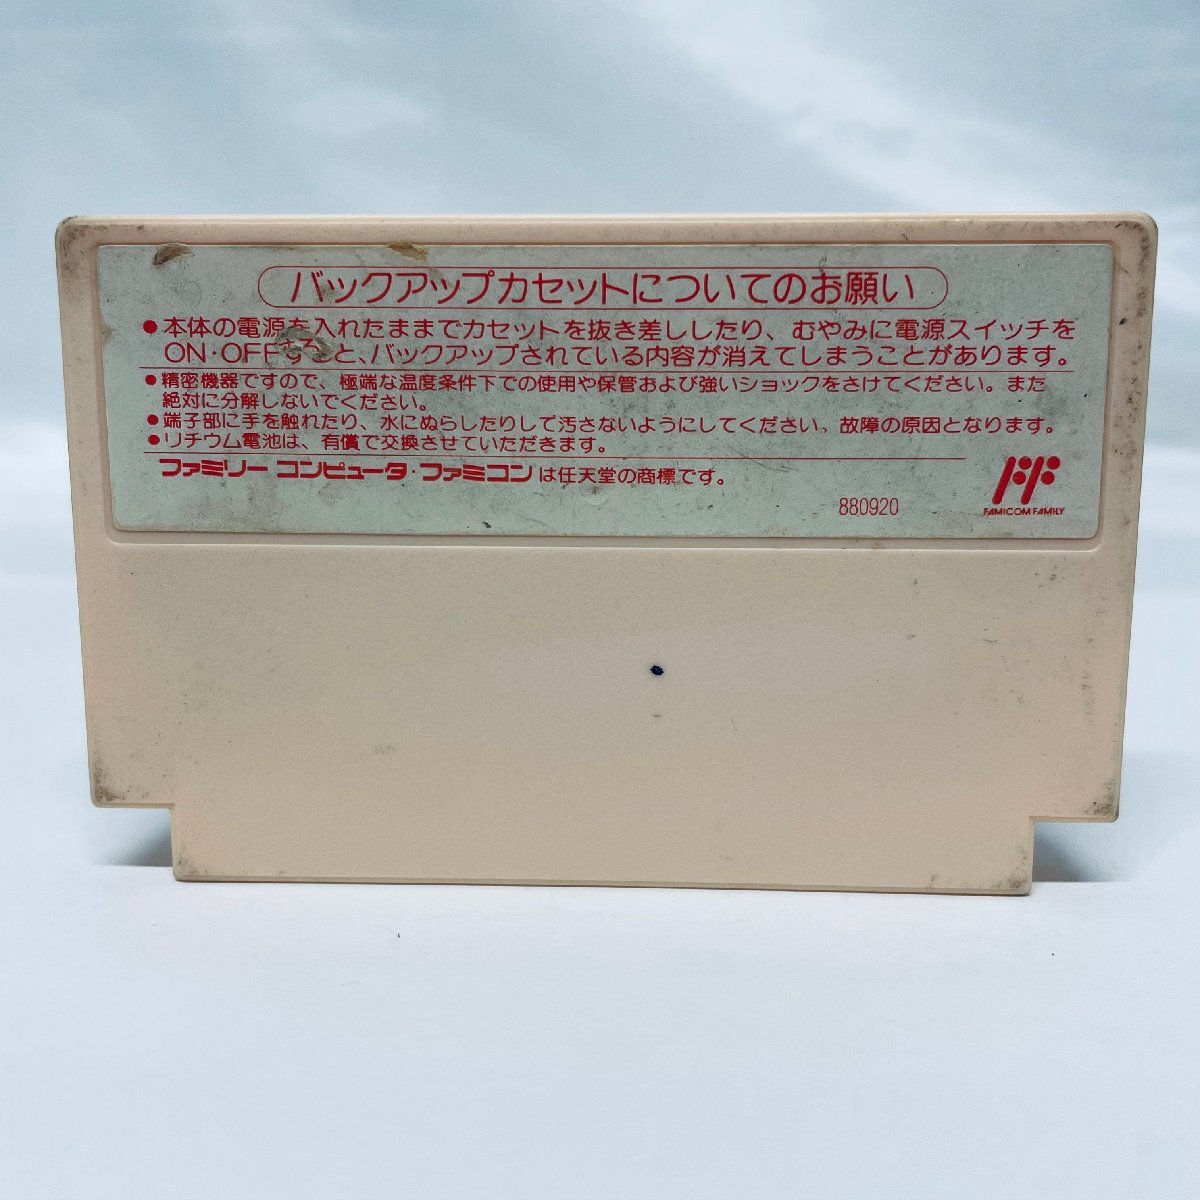 バックアップカセットについてのお願い
●本体の電源を入れたままでカセットを抜き差ししたり、むやみに電源スイッチを
ON・OFFすると、バックアップされている内容が消えてしまうことがあります。
●精密機器ですので、極端な温度条件下での使用や保管および強いショックをさけてください。また
絶対に分解しないでください。
●端子部に手を触れたり、水にぬらしたりして汚さないようにしてください。故障の原因となります。
●リチウム電池は、有償で交換させていただきます。
ファミリー コンピュータ・ファミコンは任天堂の商標です。
880920
FF
FAMICOM FAMILY